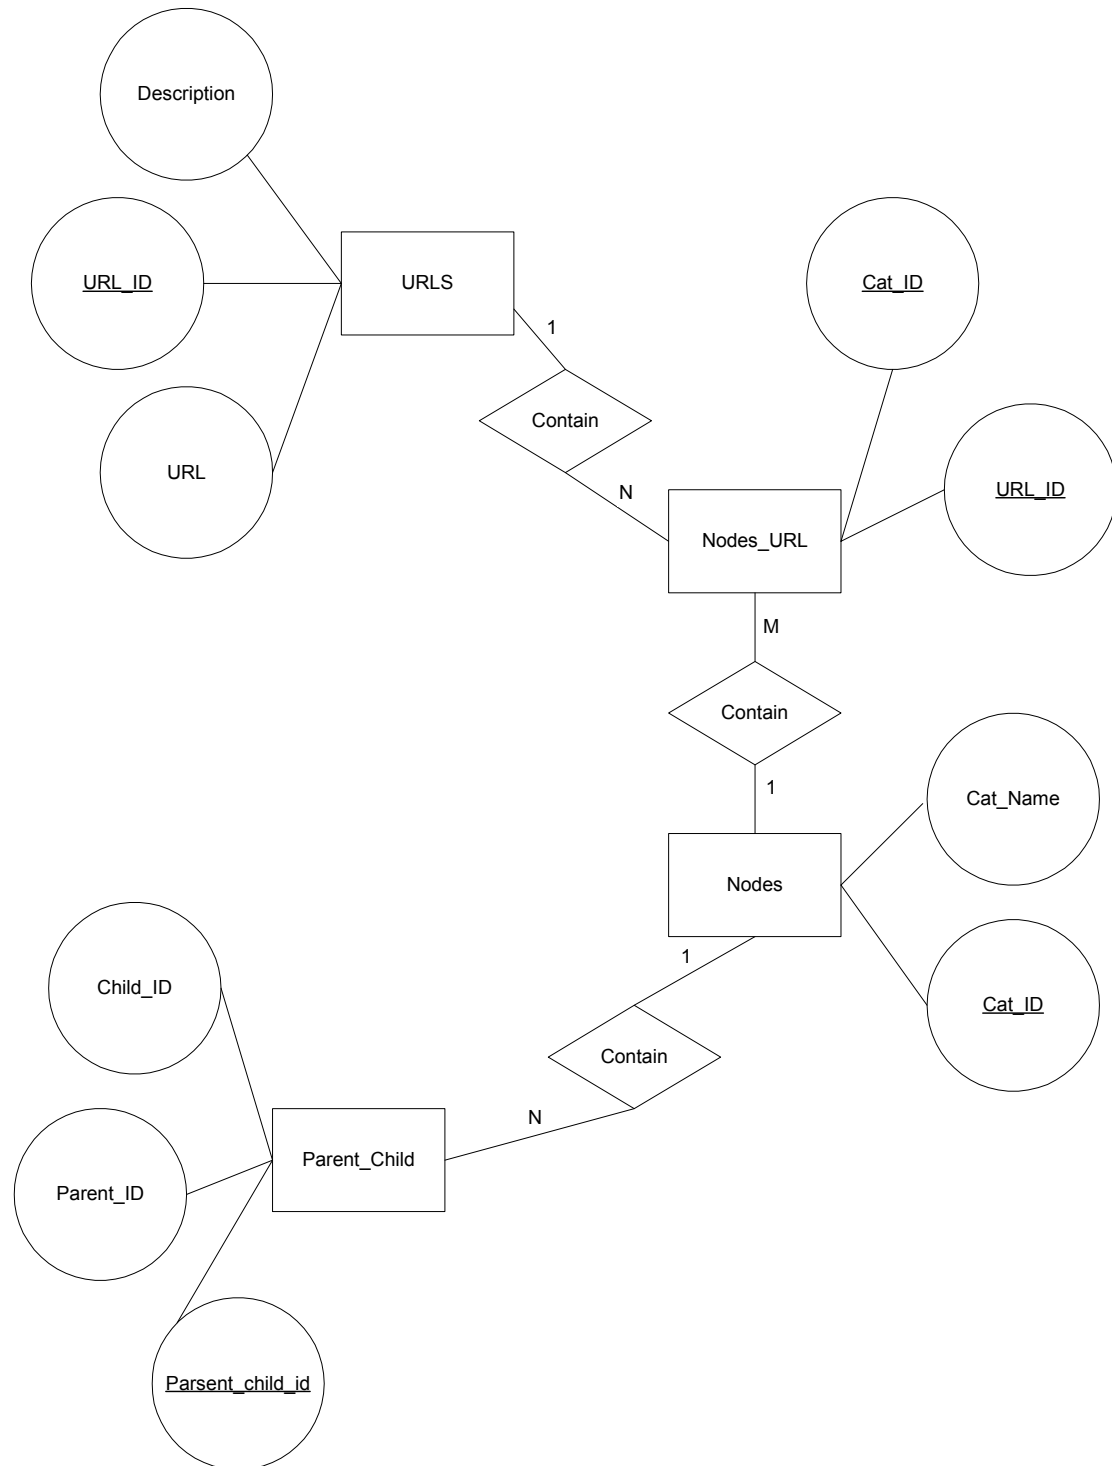 Description
URL_ID
URLS
Cat_ID
1
Contain
URL
N
URL_ID
Nodes_URL
M
Contain
1
Cat_Name
Nodes
1
Child_ID
Cat_ID
Contain
N
Parent_Child
Parent_ID
Parsent_child_id